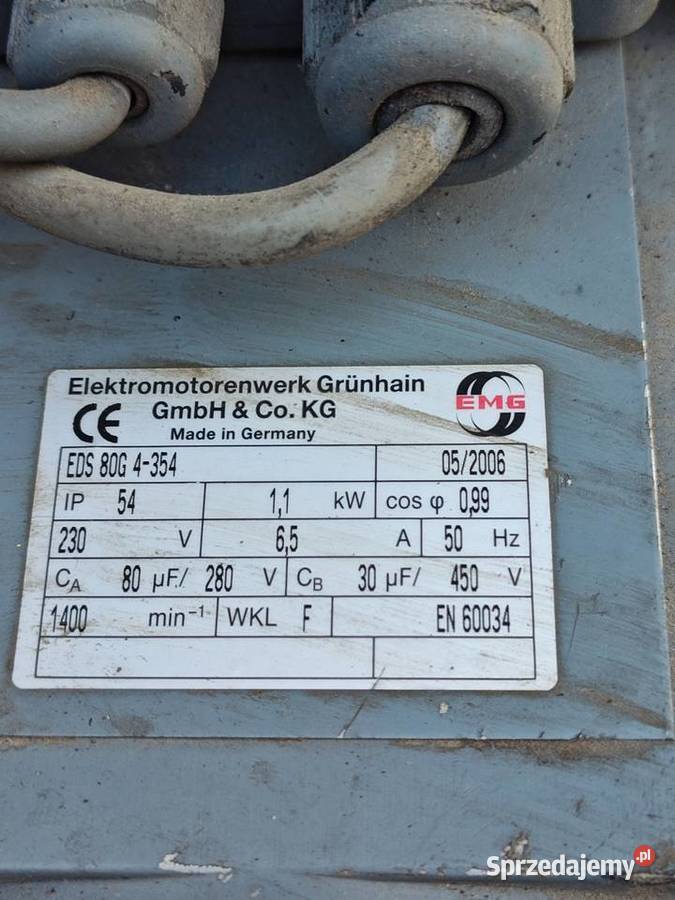 Elektromotorenwerk Grünhain
GmbH & Co. KG
CE
Made in Germany
EMG
EDS 80G 4-354 05/2006
IP 54 1,1 kW cos φ 0,99
230 V 6,5 A 50 Hz
CA 80 µF/ 280 V CB 30 µF/ 450 V
1400 min⁻¹ WKL F EN 60034
Sprzedajemy.pl